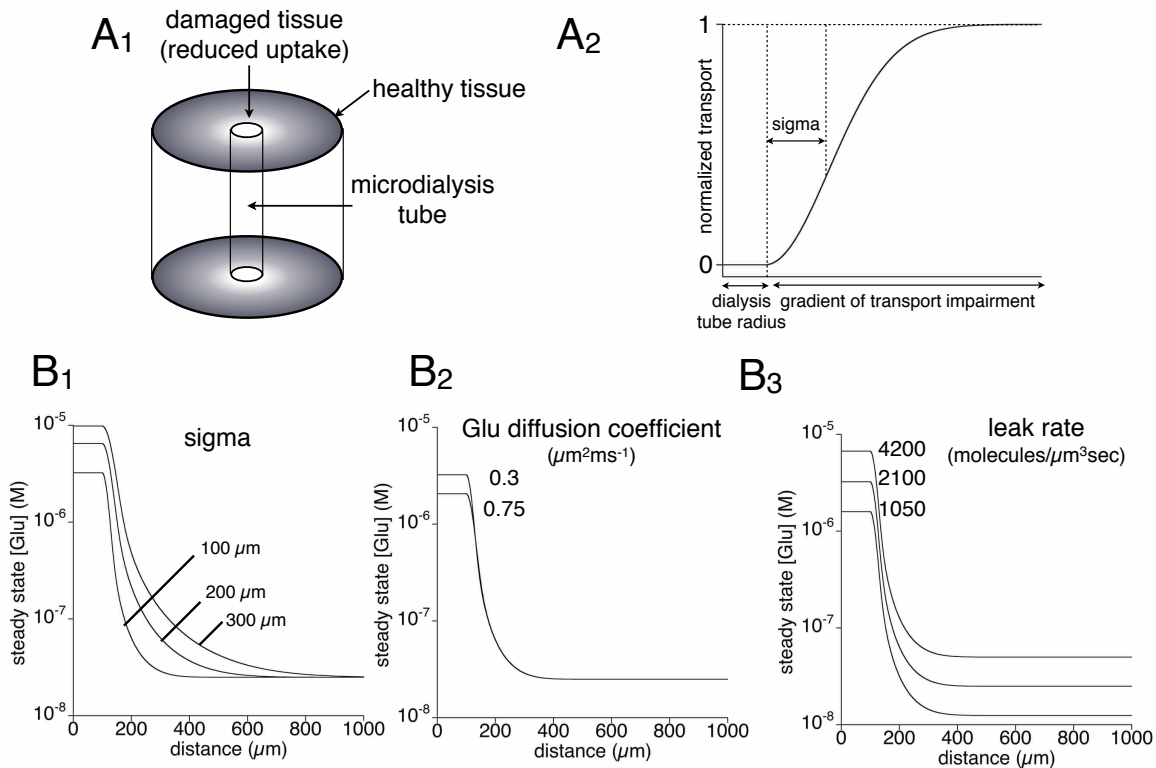 A1
damaged tissue
(reduced uptake)
healthy tissue
microdialysis
tube
A2
normalized transport
1
0
sigma
dialysis
tube radius
gradient of transport impairment
B1
sigma
steady state [Glu] (M)
10-5
10-6
10-7
10-8
100 µm
200 µm
300 µm
0 200 400 600 800 1000
distance (µm)
B2
Glu diffusion coefficient
(µm2ms-1)
steady state [Glu] (M)
10-5
10-6
10-7
10-8
0.3
0.75
0 200 400 600 800 1000
distance (µm)
B3
leak rate
(molecules/µm3sec)
steady state [Glu] (M)
10-5
10-6
10-7
10-8
4200
2100
1050
0 200 400 600 800 1000
distance (µm)